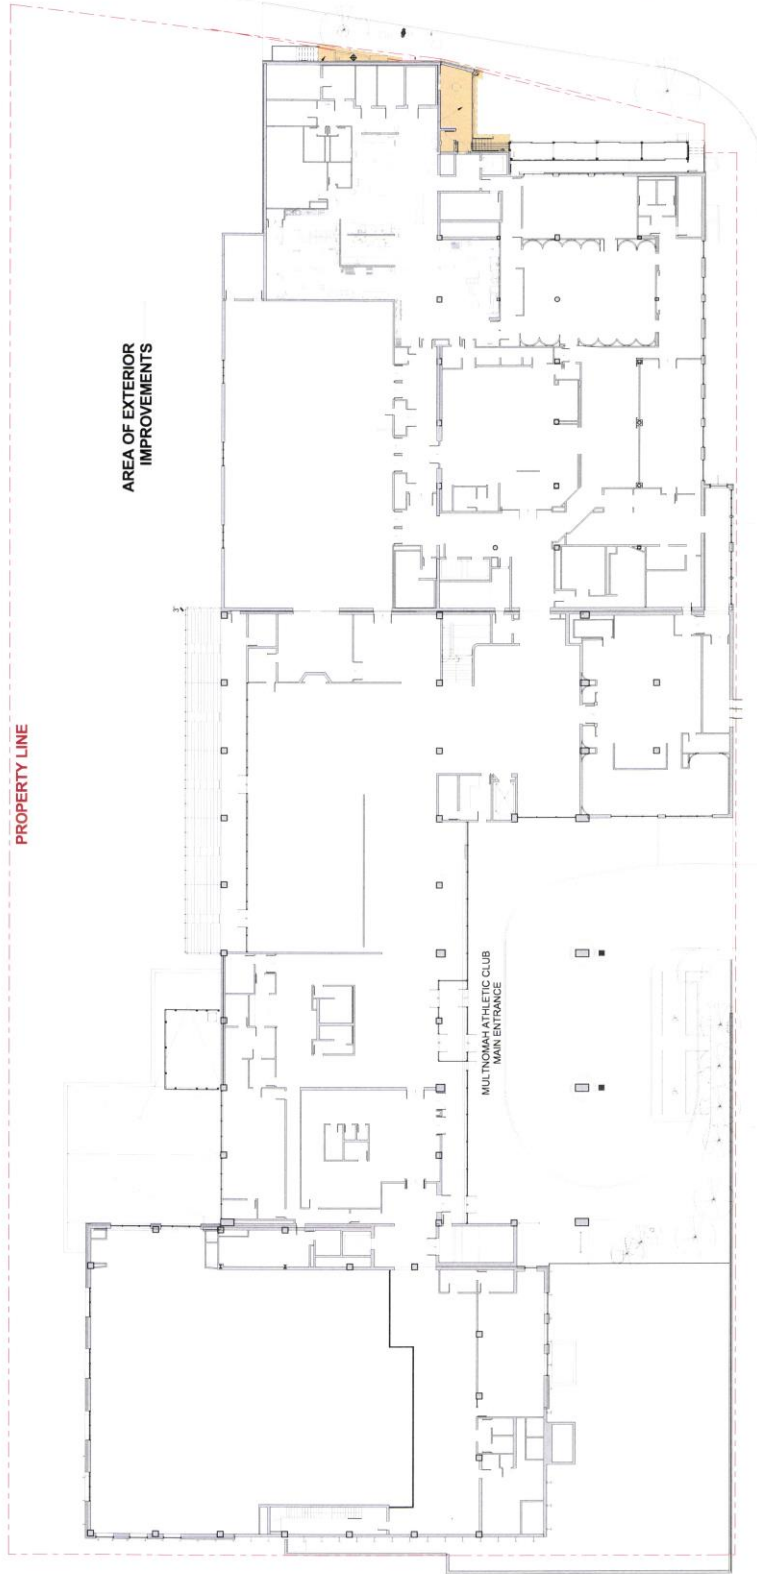 AREA OF EXTERIOR
IMPROVEMENTS
PROPERTY LINE
MULTNOMAH ATHLETIC CLUB
MAIN ENTRANCE